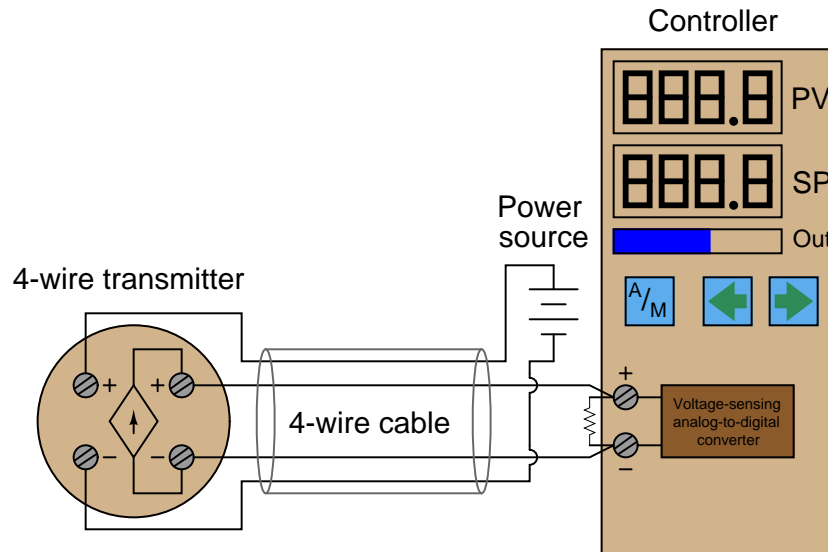 Controller
888.8
PV
888.8
SP
Out
A/M
Power
source
4-wire transmitter
+
+
-
-
4-wire cable
+
-
Voltage-sensing
analog-to-digital
converter